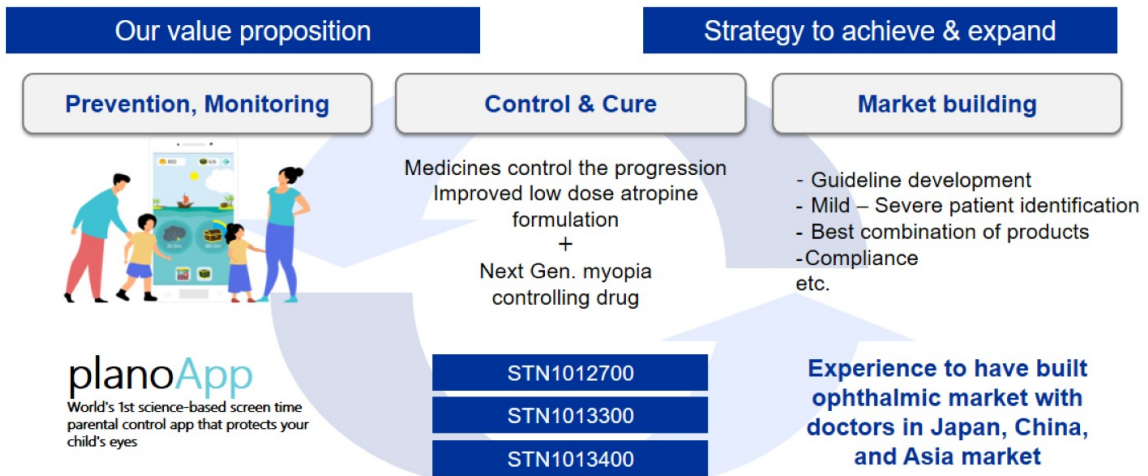 Our value proposition
Strategy to achieve & expand
Prevention, Monitoring
planoApp
World's 1st science-based screen time
parental control app that protects your
child's eyes
Control & Cure
Medicines control the progression
Improved low dose atropine
formulation
+
Next Gen. myopia
controlling drug
STN1012700
STN1013300
STN1013400
Market building
- Guideline development
- Mild – Severe patient identification
- Best combination of products
-Compliance
etc.
Experience to have built
ophthalmic market with
doctors in Japan, China,
and Asia market